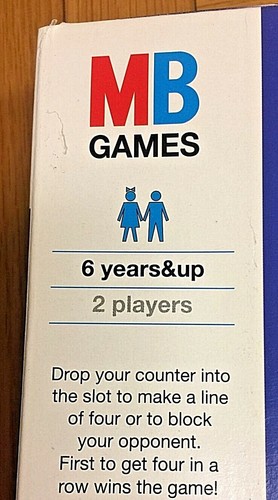 MB
GAMES
6 years&up
2 players
Drop your counter into
the slot to make a line
of four or to block
your opponent.
First to get four in a
row wins the game!